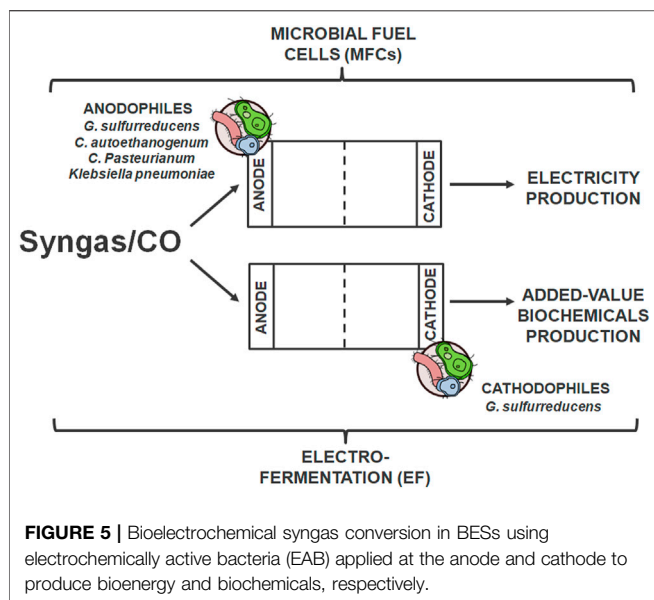 MICROBIAL FUEL
CELLS (MFCs)
ANODOPHILES
G. sulfurreducens
C. autoethanogenum
C. Pasteurianum
Klebsiella pneumoniae
ANODE
CATHODE
ELECTRICITY
PRODUCTION
Syngas/CO
ANODE
CATHODE
ADDED-VALUE
BIOCHEMICALS
PRODUCTION
CATHODOPHILES
G. sulfurreducens
ELECTRO-
FERMENTATION (EF)
FIGURE 5 | Bioelectrochemical syngas conversion in BESs using
electrochemically active bacteria (EAB) applied at the anode and cathode to
produce bioenergy and biochemicals, respectively.